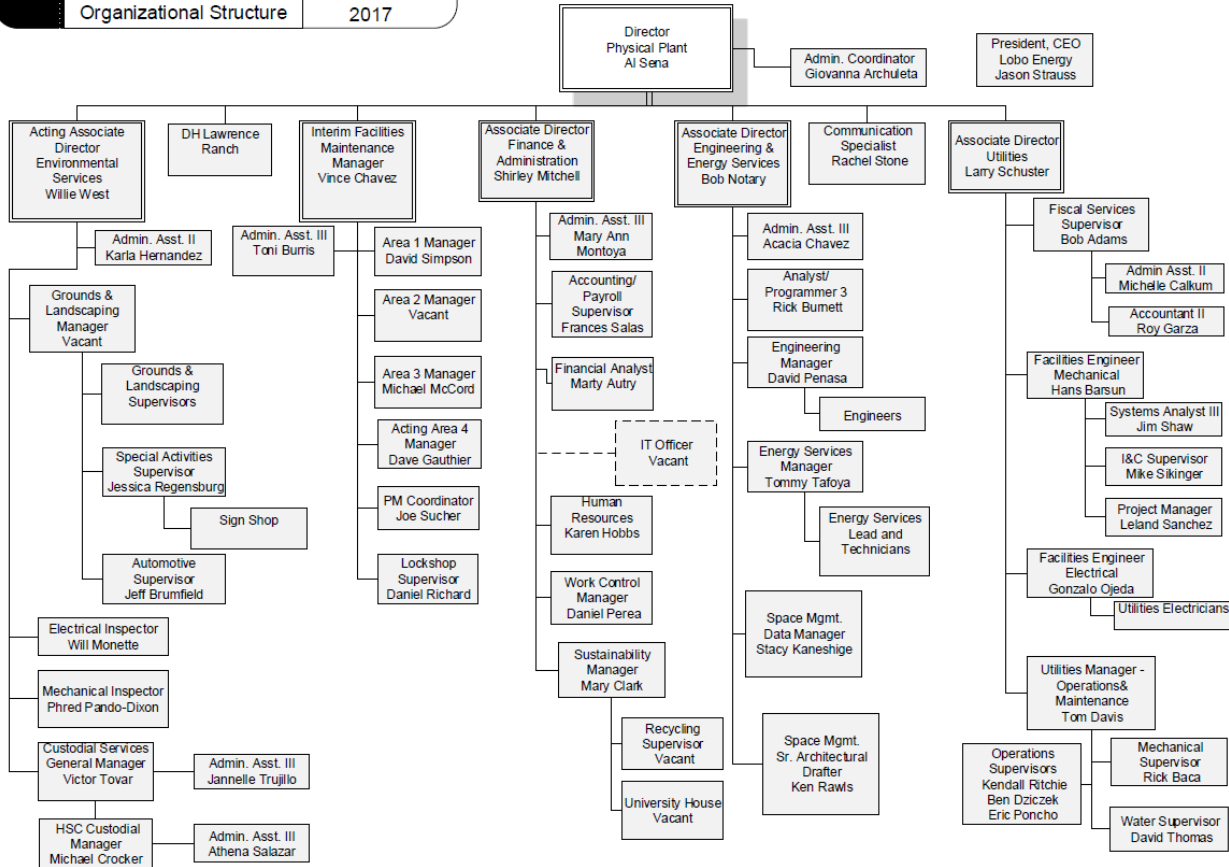 Organizational Structure
2017
Director
Physical Plant
Al Sena
Admin. Coordinator
Giovanna Archuleta
President, CEO
Lobo Energy
Jason Strauss
Acting Associate
Director
Environmental
Services
Willie West
DH Lawrence
Ranch
Interim Facilities
Maintenance
Manager
Vince Chavez
Associate Director
Finance &
Administration
Shirley Mitchell
Associate Director
Engineering &
Energy Services
Bob Notary
Communication
Specialist
Rachel Stone
Associate Director
Utilities
Larry Schuster
Admin. Asst. II
Karla Hernandez
Grounds &
Landscaping
Manager
Vacant
Grounds &
Landscaping
Supervisors
Special Activities
Supervisor
Jessica Regensburg
Sign Shop
Automotive
Supervisor
Jeff Brumfield
Electrical Inspector
Will Monette
Mechanical Inspector
Phred Pando-Dixon
Custodial Services
General Manager
Victor Tovar
Admin. Asst. III
Jannelle Trujillo
HSC Custodial
Manager
Michael Crocker
Admin. Asst. III
Athena Salazar
Admin. Asst. III
Toni Burris
Area 1 Manager
David Simpson
Area 2 Manager
Vacant
Area 3 Manager
Michael McCord
Acting Area 4
Manager
Dave Gauthier
PM Coordinator
Joe Sucher
Lockshop
Supervisor
Daniel Richard
Admin. Asst. III
Mary Ann
Montoya
Accounting/
Payroll
Supervisor
Frances Salas
Financial Analyst
Marty Autry
IT Officer
Vacant
Human
Resources
Karen Hobbs
Work Control
Manager
Daniel Perea
Sustainability
Manager
Mary Clark
Recycling
Supervisor
Vacant
University House
Vacant
Admin. Asst. III
Acacia Chavez
Analyst/
Programmer 3
Rick Burnett
Engineering
Manager
David Penasa
Engineers
Energy Services
Manager
Tommy Tafoya
Energy Services
Lead and
Technicians
Space Mgmt.
Data Manager
Stacy Kaneshige
Space Mgmt.
Sr. Architectural
Drafter
Ken Rawls
Fiscal Services
Supervisor
Bob Adams
Admin Asst. II
Michelle Calkum
Accountant II
Roy Garza
Facilities Engineer
Mechanical
Hans Barsun
Systems Analyst III
Jim Shaw
I&C Supervisor
Mike Sikinger
Project Manager
Leland Sanchez
Facilities Engineer
Electrical
Gonzalo Ojeda
Utilities Electricians
Utilities Manager -
Operations&
Maintenance
Tom Davis
Operations
Supervisors
Kendall Ritchie
Ben Dziczek
Eric Poncho
Mechanical
Supervisor
Rick Baca
Water Supervisor
David Thomas